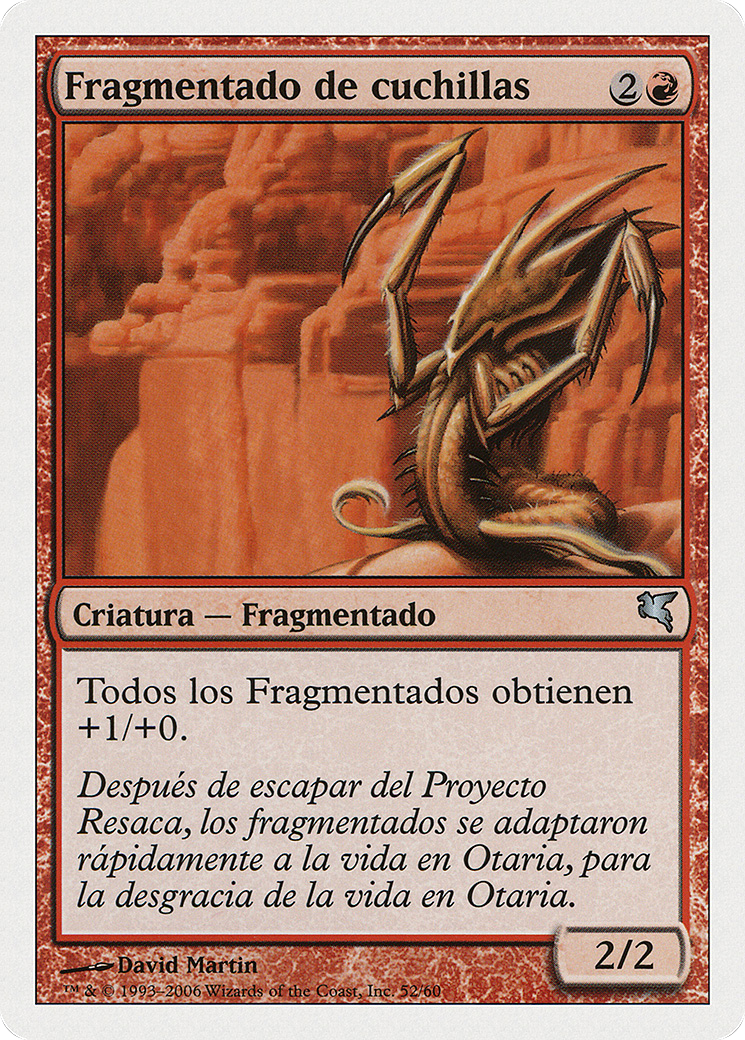 Fragmentado de cuchillas 2
Criatura — Fragmentado
Todos los Fragmentados obtienen
+1/+0.
Después de escapar del Proyecto
Resaca, los fragmentados se adaptaron
rápidamente a la vida en Otaria, para
la desgracia de la vida en Otaria.
2/2
David Martin
™ & © 1993–2006 Wizards of the Coast, Inc. 52/60